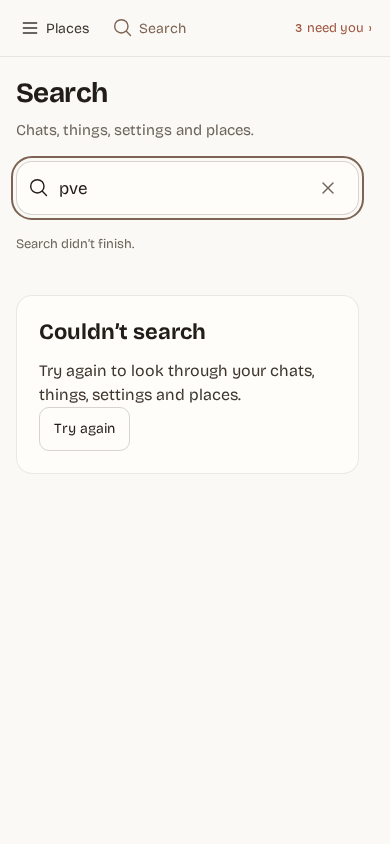 Places
Search
3 need you ›
Search
Chats, things, settings and places.
pve
Search didn’t finish.
Couldn’t search
Try again to look through your chats,
things, settings and places.
Try again